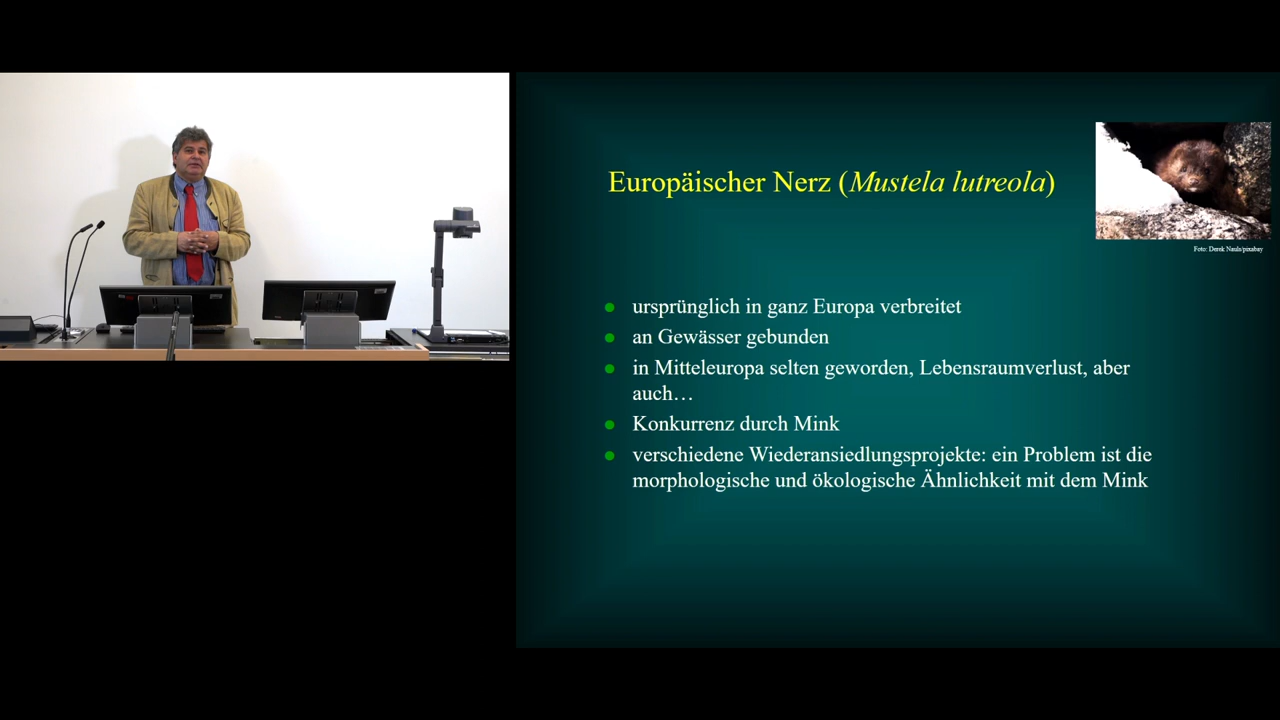 Europäischer Nerz (Mustela lutreola)
Foto: Derek Nauls/pixabay
ursprünglich in ganz Europa verbreitet
an Gewässer gebunden
in Mitteleuropa selten geworden, Lebensraumverlust, aber
auch…
Konkurrenz durch Mink
verschiedene Wiederansiedlungsprojekte: ein Problem ist die
morphologische und ökologische Ähnlichkeit mit dem Mink